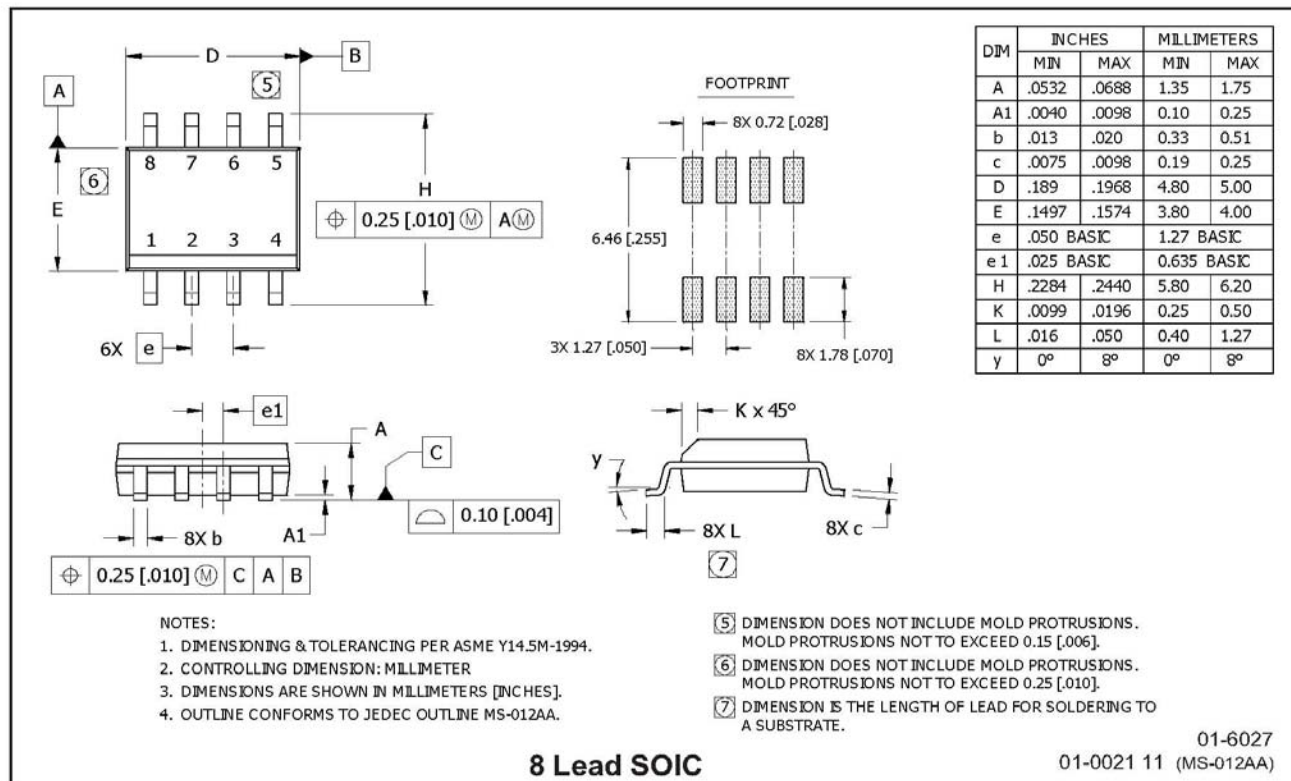 D
B
5
A
8 7 6 5
6
E
H
⌖ 0.25 [.010] Ⓜ A Ⓜ
1 2 3 4
6X e
FOOTPRINT
8X 0.72 [.028]
6.46 [.255]
3X 1.27 [.050]
8X 1.78 [.070]
DIM INCHES MILLIMETERS
MIN MAX MIN MAX
A .0532 .0688 1.35 1.75
A1 .0040 .0098 0.10 0.25
b .013 .020 0.33 0.51
c .0075 .0098 0.19 0.25
D .189 .1968 4.80 5.00
E .1497 .1574 3.80 4.00
e .050 BASIC 1.27 BASIC
e 1 .025 BASIC 0.635 BASIC
H .2284 .2440 5.80 6.20
K .0099 .0196 0.25 0.50
L .016 .050 0.40 1.27
y 0° 8° 0° 8°
e1
A
C
8X b
A1
0.10 [.004]
⌖ 0.25 [.010] Ⓜ C A B
K x 45°
y
8X L
8X c
7
NOTES:
1. DIMENSIONING & TOLERANCING PER ASME Y14.5M-1994.
2. CONTROLLING DIMENSION: MILLIMETER
3. DIMENSIONS ARE SHOWN IN MILLIMETERS [INCHES].
4. OUTLINE CONFORMS TO JEDEC OUTLINE MS-012AA.
5 DIMENSION DOES NOT INCLUDE MOLD PROTRUSIONS.
MOLD PROTRUSIONS NOT TO EXCEED 0.15 [.006].
6 DIMENSION DOES NOT INCLUDE MOLD PROTRUSIONS.
MOLD PROTRUSIONS NOT TO EXCEED 0.25 [.010].
7 DIMENSION IS THE LENGTH OF LEAD FOR SOLDERING TO
A SUBSTRATE.
8 Lead SOIC
01-6027
01-0021 11 (MS-012AA)